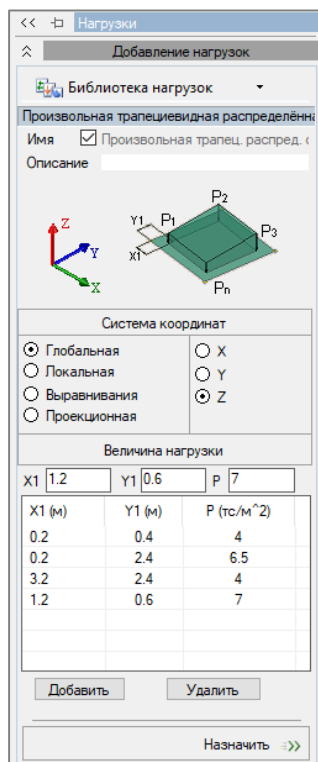 Нагрузки
Добавление нагрузок
Библиотека нагрузок
Произвольная трапециевидная распределённа
Имя Произвольная трапец. распред. с
Описание
Z
Y
X
Y1 P1 P2
X1 P3
Pn
Система координат
Глобальная X
Локальная Y
Выравнивания Z
Проекционная
Величина нагрузки
X1 1.2 Y1 0.6 P 7
X1 (м) Y1 (м) P (тс/м^2)
0.2 0.4 4
0.2 2.4 6.5
3.2 2.4 4
1.2 0.6 7
Добавить Удалить
Назначить